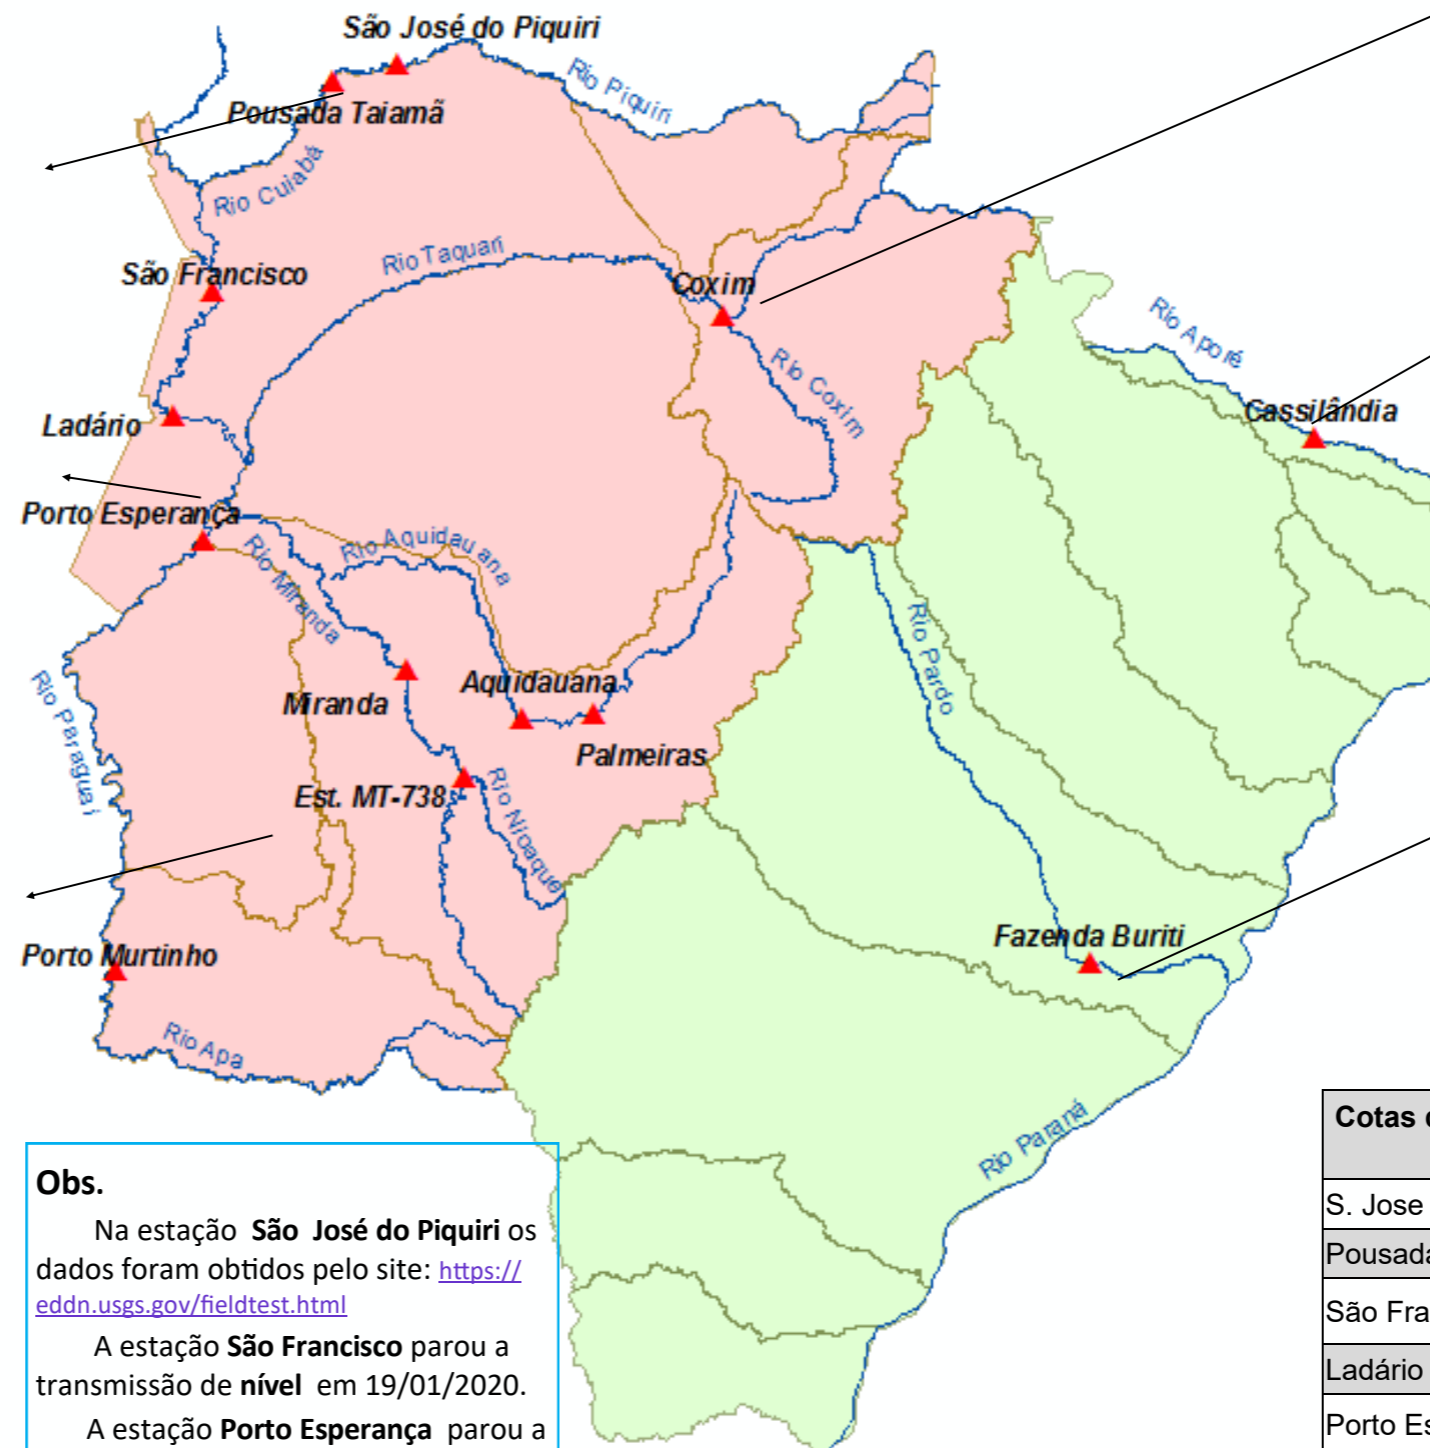 São José do Piquiri
Rio Piquiri
Pousada Taiamã
Rio Cuiabá
Rio Taquari
São Francisco
Coxim
Rio Aporé
Rio Coxim
Cassilândia
Ladário
Porto Esperança
Rio Aquidauana
Rio Miranda
Rio Pardo
Rio Paraguai
Miranda
Aquidauana
Palmeiras
Est. MT-738
Rio Nioaque
Porto Murtinho
Fazenda Buriti
Rio Apa
Rio Paraná
Obs.
Na estação São José do Piquiri os
dados foram obtidos pelo site: https://
eddn.usgs.gov/fieldtest.html
A estação São Francisco parou a
transmissão de nível em 19/01/2020.
A estação Porto Esperança parou a
Cotas
S. Jose
Pousada
São Fra
Ladário
Porto Es